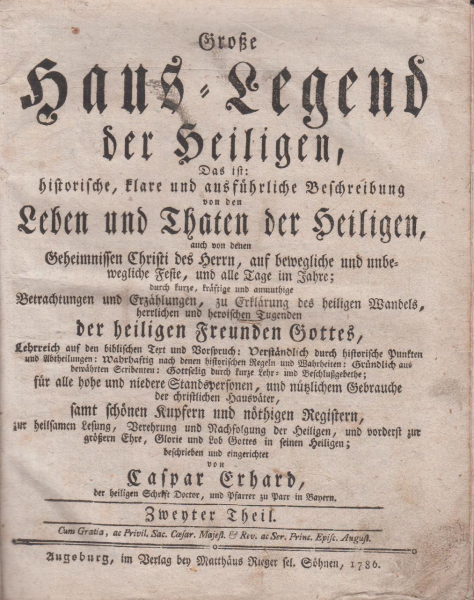 Große
Haus-Legend
der Heiligen,
Das ist:
historische, klare und ausführliche Beschreibung
von den
Leben und Thaten der Heiligen,
auch von denen
Geheimnissen Christi des Herrn, auf bewegliche und unbe-
wegliche Feste, und alle Tage im Jahre;
durch kurze, kräftige und anmuthige
Betrachtungen und Erzählungen, zu Erklärung des heiligen Wandels,
herrlichen und heroischen Tugenden
der heiligen Freunden Gottes,
Lehrreich auf den biblischen Text und Vorspruch: Verständlich durch historische Punkten
und Abtheilungen: Wahrhaftig nach denen historischen Regeln und Wahrheiten: Gründlich aus
bewährten Scribenten: Gottselig durch kurze Lehr- und Beschlußgebethe;
für alle hohe und niedere Standspersonen, und nützlichem Gebrauche
der christlichen Hausväter,
samt schönen Kupfern und nöthigen Registern,
zur heilsamen Lesung, Verehrung und Nachfolgung der Heiligen, und vorderst zur
größern Ehre, Glorie und Lob Gottes in seinen Heiligen;
beschrieben und eingerichtet
von
Caspar Erhard,
der heiligen Schrift Doctor, und Pfarrer zu Paar in Bayern.
Zweyter Theil.
Cum Gratia, ac Privil. Sac. Cæsar. Majest. & Rev. ac Ser. Princ. Episc. August.
Augsburg, im Verlag bey Matthäus Rieger sel. Söhnen, 1786.